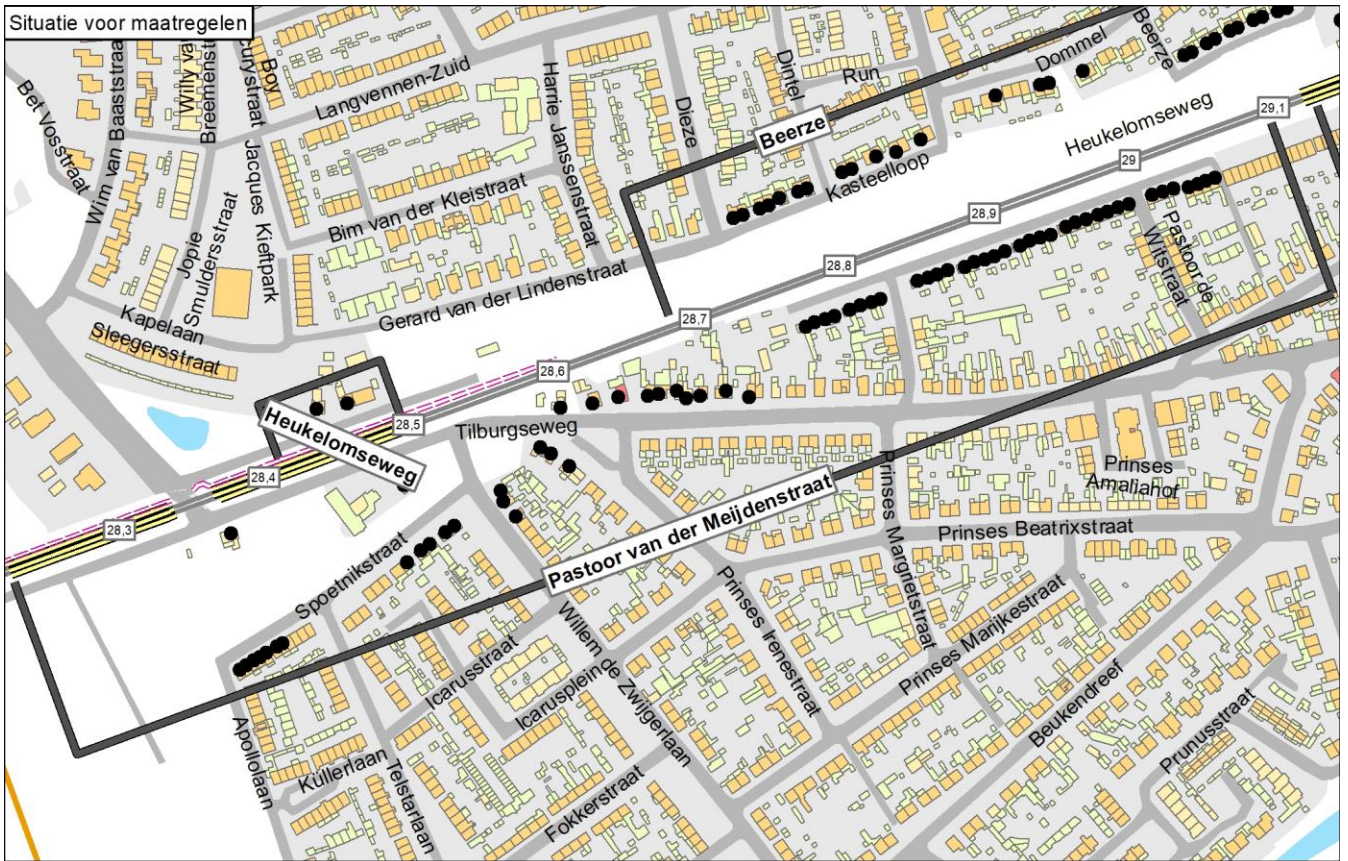 Situatie voor maatregelen
Bet Vosstraat
Wim van Baaststraat
Willy va
Breemenstr
curystraat
Boy
Langvennen-Zuid
Harrie Janssenstraat
Dieze
Dintel
Run
Dommel
Beerze
Beerze
Heukelomseweg
29,1
29
28,9
28,8
28,7
28,6
28,5
28,4
28,3
Kasteelloop
Bim van der Kleistraat
Jacques Kieftpark
Jopie
Smuldersstraat
Kapelaan
Sleegersstraat
Gerard van der Lindenstraat
Pastoor de
Witstraat
Heukelomseweg
Tilburgseweg
Pastoor van der Meijdenstraat
Prinses
Amaliahof
Prinses Beatrixstraat
Prinses Margrietstraat
Prinses Irenestraat
Prinses Marijkestraat
Beukendreef
Prunusstraat
Spoetnikstraat
Icarusstraat
Icaruspleinde
Willem de Zwijgerlaan
Apollolaan
Küllerlaan
Telstarlaan
Fokkerstraat